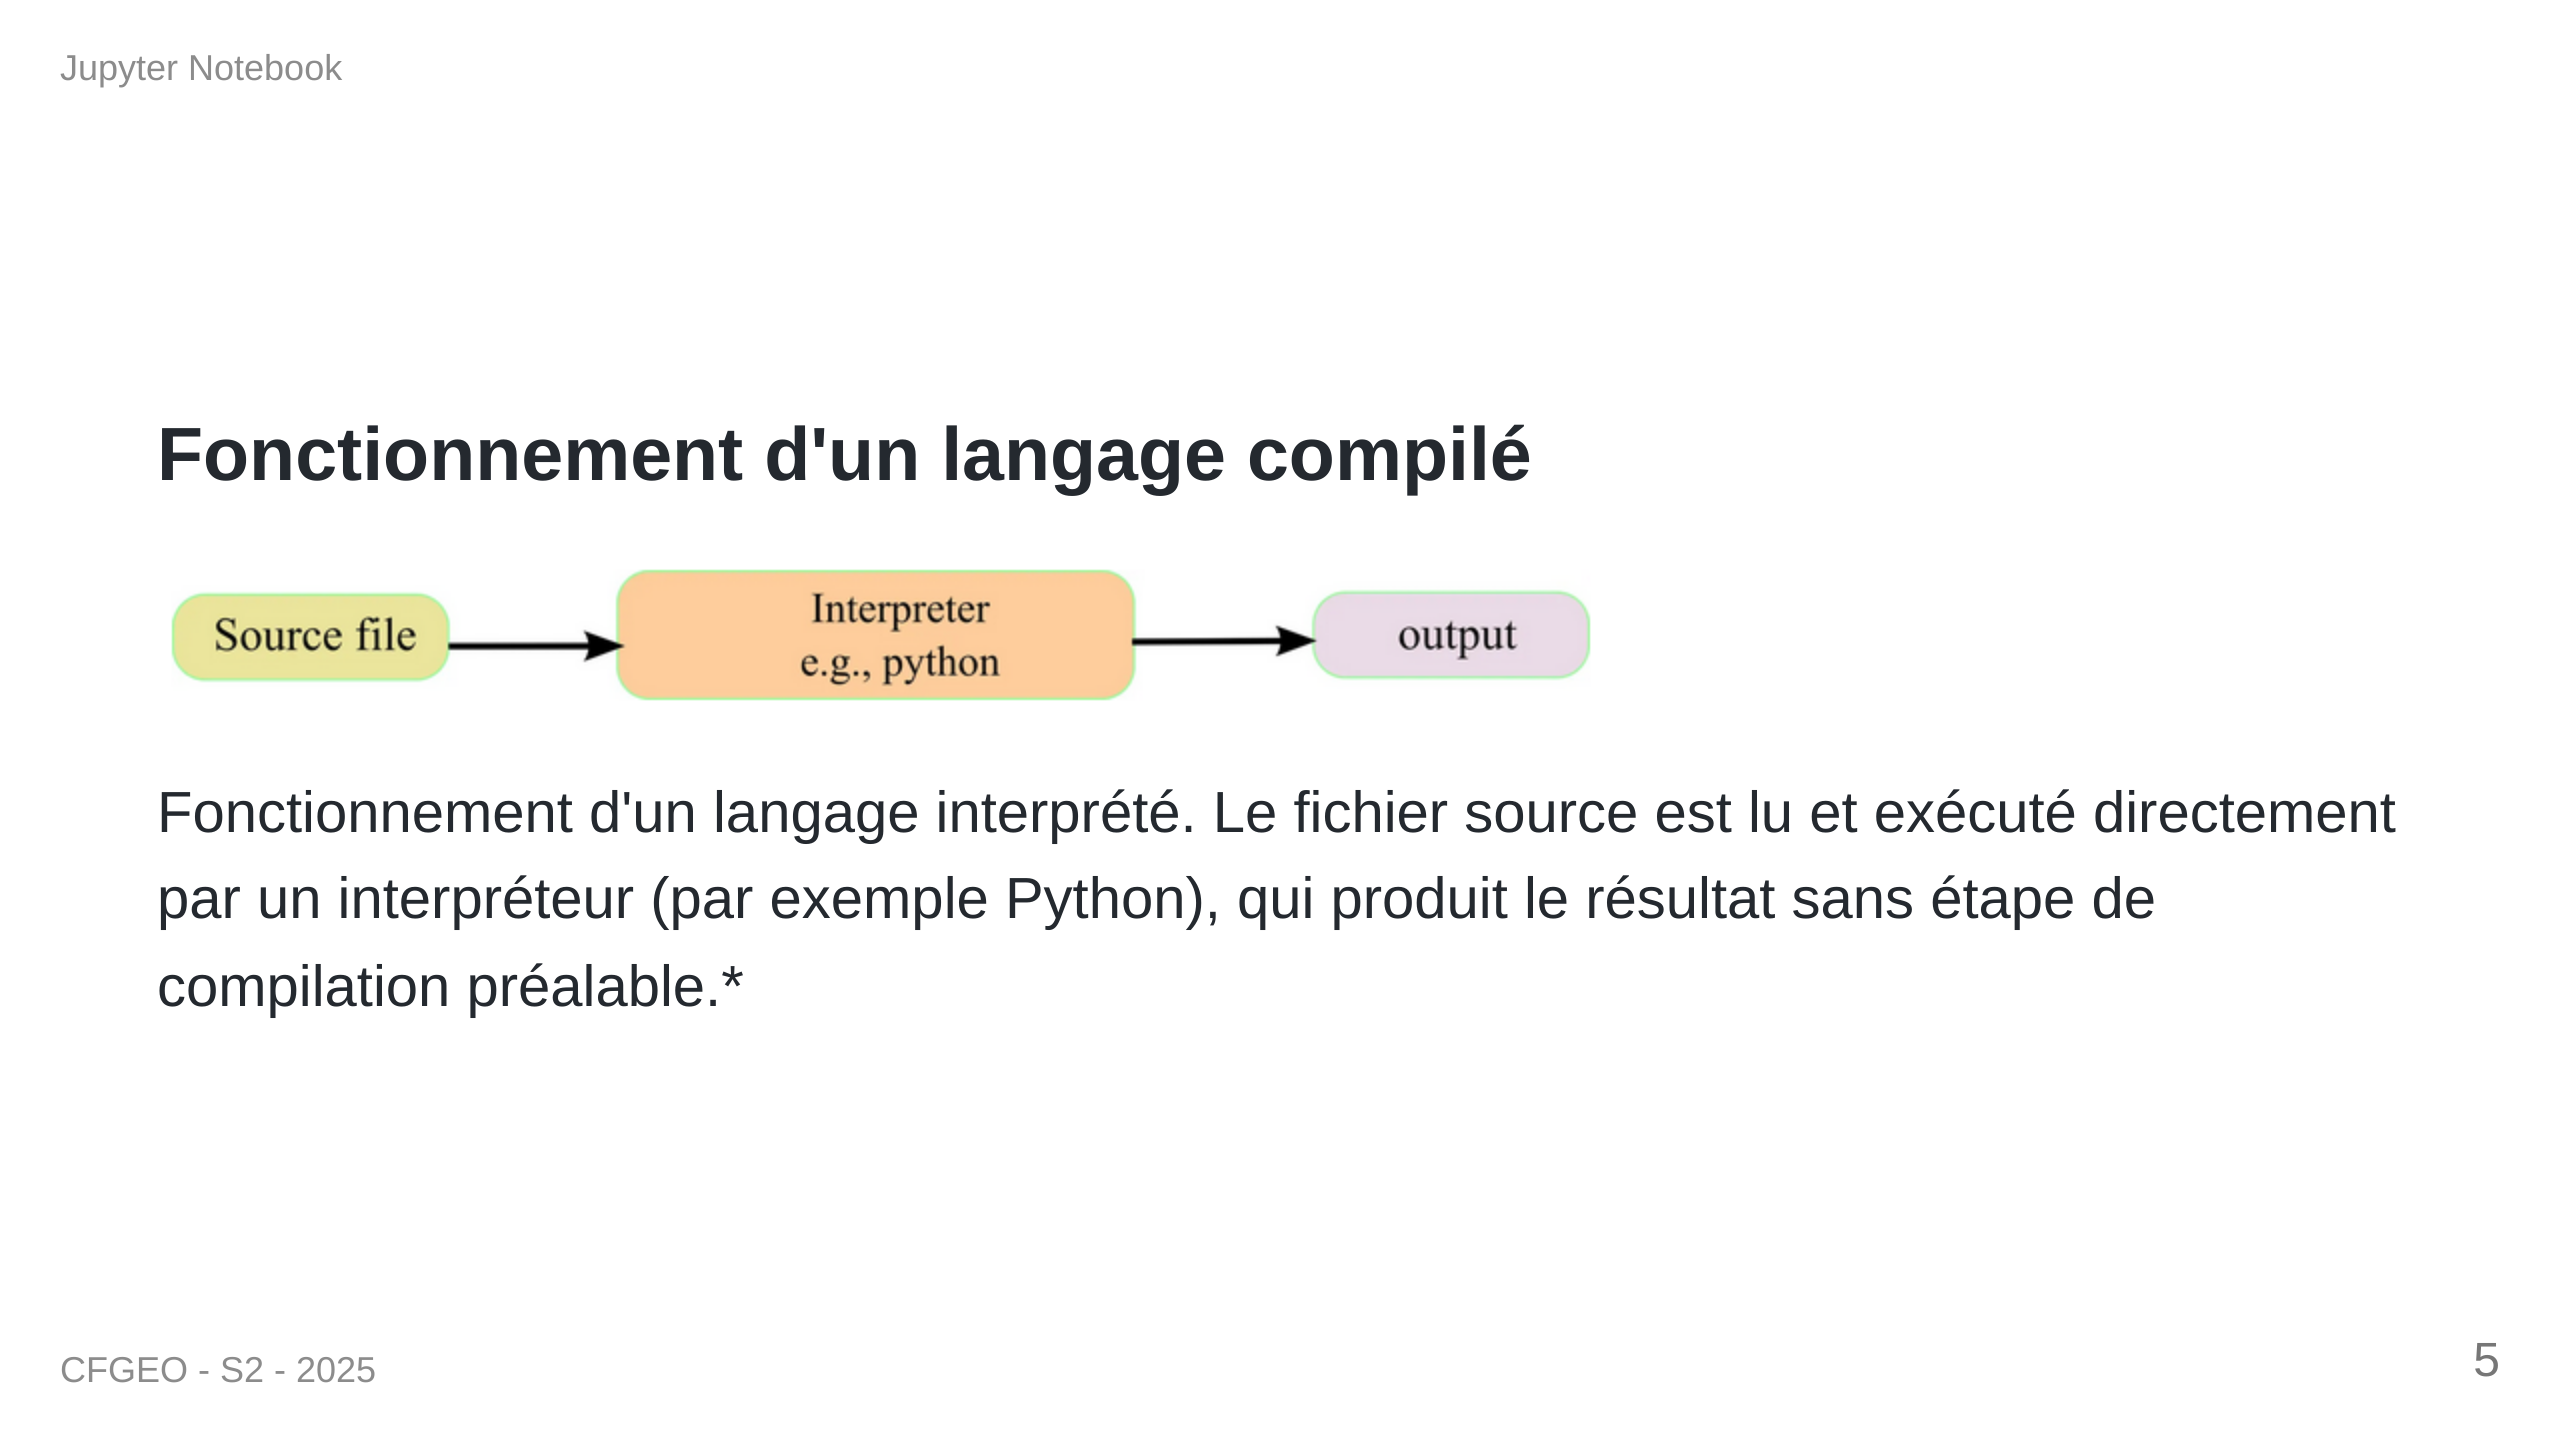 Jupyter Notebook
Fonctionnement d'un langage compilé
Source file
Interpreter
e.g., python
output
Fonctionnement d'un langage interprété. Le fichier source est lu et exécuté directement
par un interpréteur (par exemple Python), qui produit le résultat sans étape de
compilation préalable.*
CFGEO - S2 - 2025
5